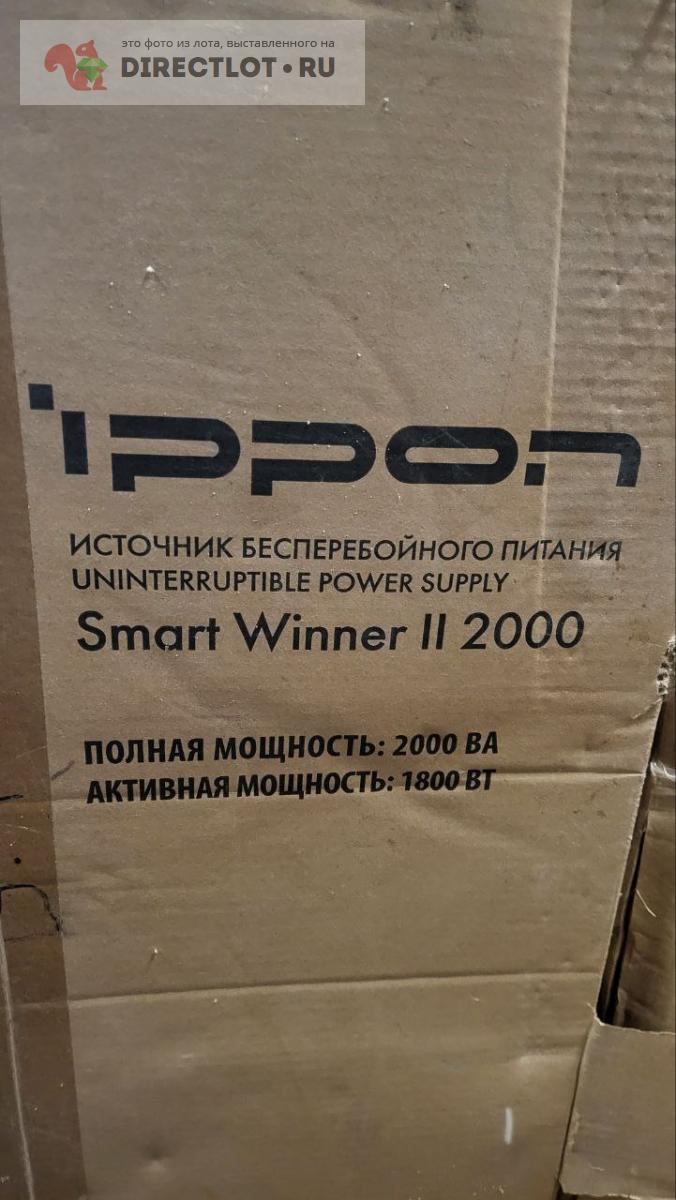 это фото из лота, выставленного на
DIRECTLOT.RU
ippon
ИСТОЧНИК БЕСПЕРЕБОЙНОГО ПИТАНИЯ
UNINTERRUPTIBLE POWER SUPPLY
Smart Winner II 2000
ПОЛНАЯ МОЩНОСТЬ: 2000 ВА
АКТИВНАЯ МОЩНОСТЬ: 1800 ВТ